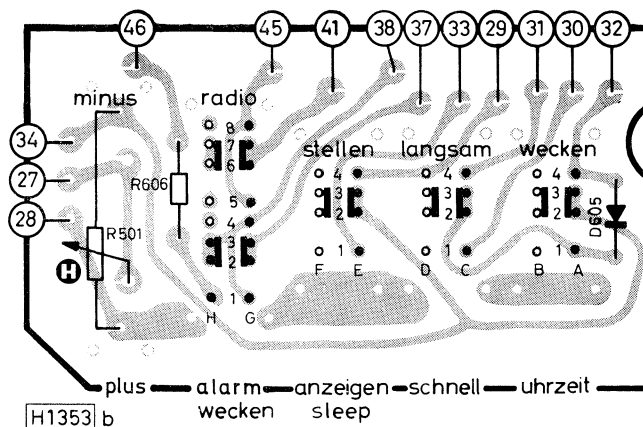 46 45 41 38 37 33 29 31 30 32
minus radio
34
27
28
8
7
6
5
4
3
2
1
H G
R606
R501
H
stellen langsam wecken
4 4 4
3 3 3
2 2 2
1 1 1
F E D C B A
D605
plus alarm anzeigen schnell uhrzeit
wecken sleep
H1353 b